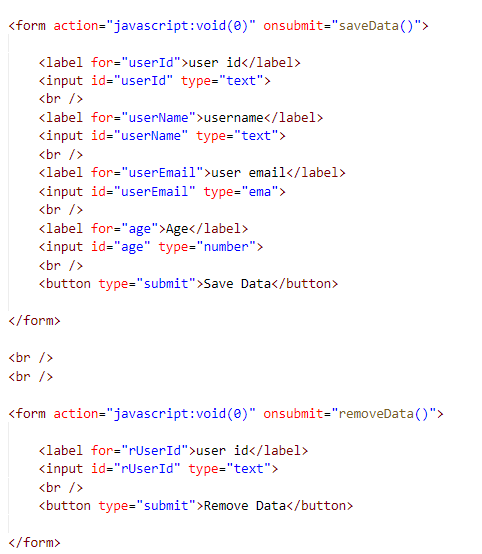 <form action="javascript:void(0)" onsubmit="saveData()">
<label for="userId">user id</label>
<input id="userId" type="text">
<br />
<label for="userName">username</label>
<input id="userName" type="text">
<br />
<label for="userEmail">user email</label>
<input id="userEmail" type="ema">
<br />
<label for="age">Age</label>
<input id="age" type="number">
<br />
<button type="submit">Save Data</button>
</form>
<br />
<br />
<form action="javascript:void(0)" onsubmit="removeData()">
<label for="rUserId">user id</label>
<input id="rUserId" type="text">
<br />
<button type="submit">Remove Data</button>
</form>